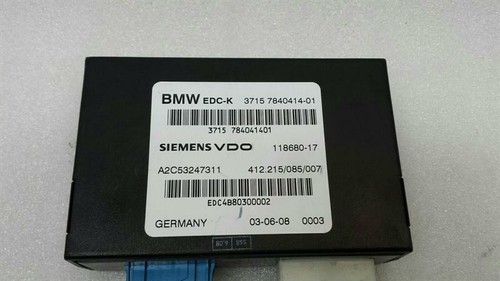 BMW EDC-K 3715 7840414-01
3715 784041401
SIEMENS VDO 118680-17
A2C53247311 412.215/085/007
EDC4B80300002
GERMANY 03-06-08 0003